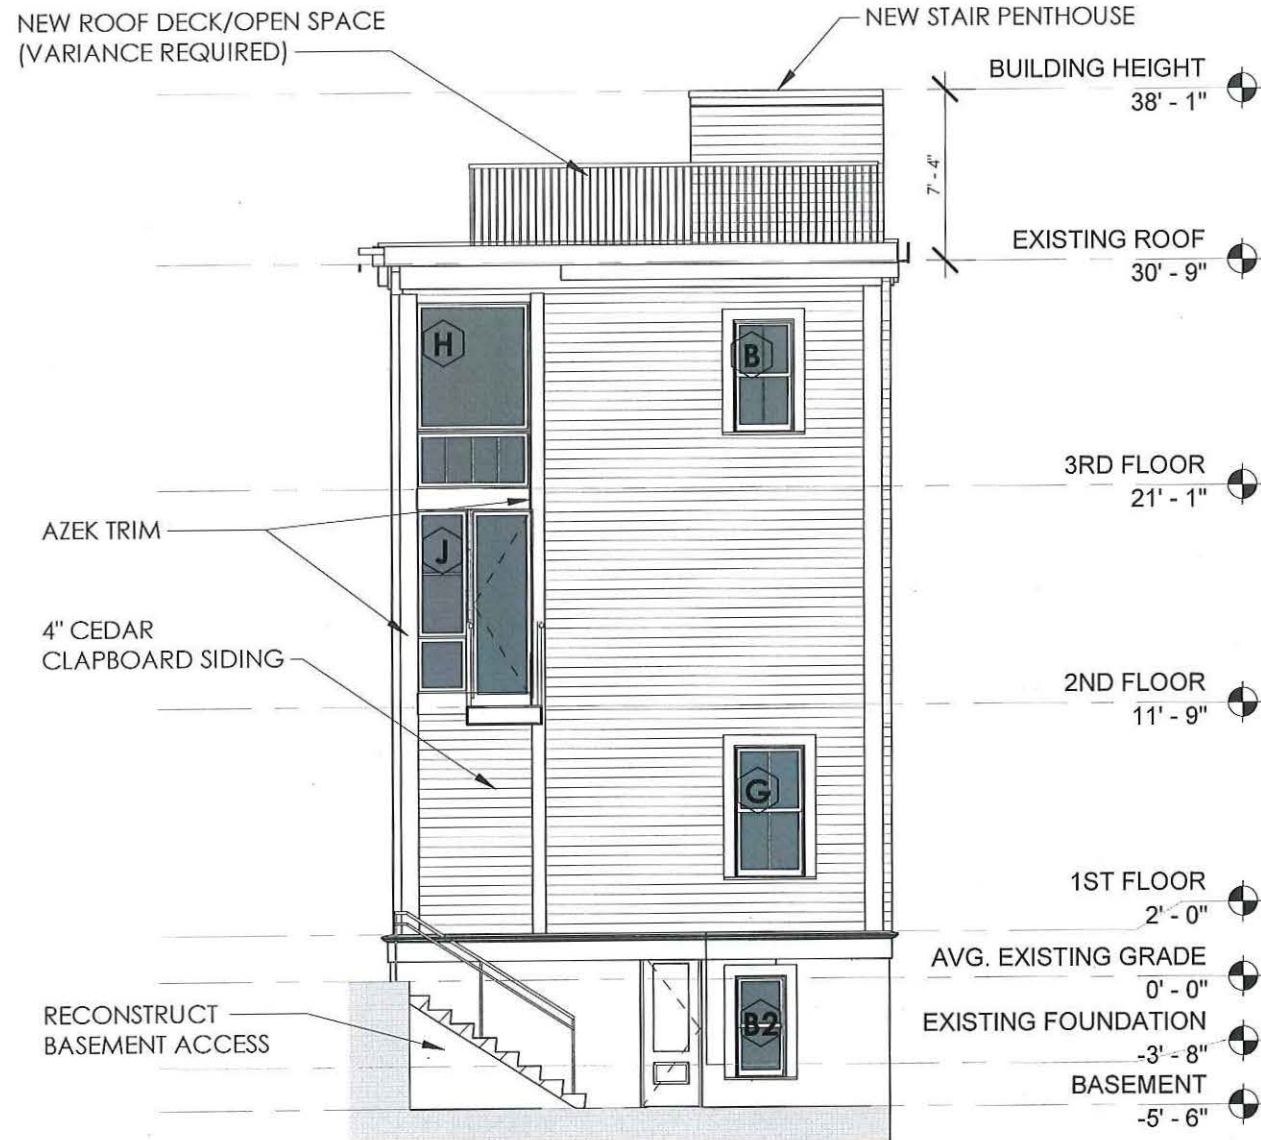 NEW ROOF DECK/OPEN SPACE
(VARIANCE REQUIRED)
NEW STAIR PENTHOUSE
BUILDING HEIGHT
38' - 1"
7' - 4"
EXISTING ROOF
30' - 9"
H
B
3RD FLOOR
21' - 1"
AZEK TRIM
J
4" CEDAR
CLAPBOARD SIDING
2ND FLOOR
11' - 9"
G
1ST FLOOR
2' - 0"
AVG. EXISTING GRADE
0' - 0"
RECONSTRUCT
BASEMENT ACCESS
B2
EXISTING FOUNDATION
-3' - 8"
BASEMENT
-5' - 6"